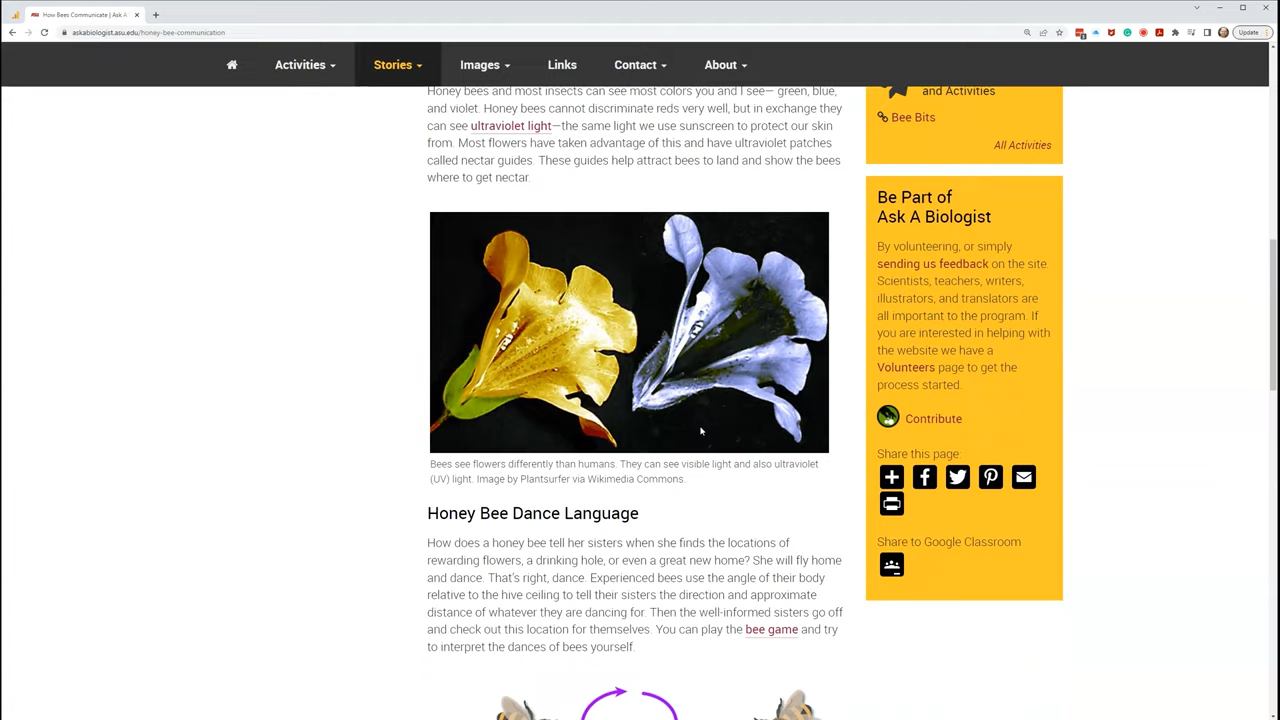 How Bees Communicate | Ask A
askabiologist.asu.edu/honey-bee-communication
Update
Activities
Stories
Images
Links
Contact
About
Honey bees and most insects can see most colors you and I see— green, blue,
and violet. Honey bees cannot discriminate reds very well, but in exchange they
can see ultraviolet light—the same light we use sunscreen to protect our skin
from. Most flowers have taken advantage of this and have ultraviolet patches
called nectar guides. These guides help attract bees to land and show the bees
where to get nectar.
Bees see flowers differently than humans. They can see visible light and also ultraviolet
(UV) light. Image by Plantsurfer via Wikimedia Commons.
Honey Bee Dance Language
How does a honey bee tell her sisters when she finds the locations of
rewarding flowers, a drinking hole, or even a great new home? She will fly home
and dance. That's right, dance. Experienced bees use the angle of their body
relative to the hive ceiling to tell their sisters the direction and approximate
distance of whatever they are dancing for. Then the well-informed sisters go off
and check out this location for themselves. You can play the bee game and try
to interpret the dances of bees yourself.
and Activities
Bee Bits
All Activities
Be Part of
Ask A Biologist
By volunteering, or simply
sending us feedback on the site.
Scientists, teachers, writers,
illustrators, and translators are
all important to the program. If
you are interested in helping with
the website we have a
Volunteers page to get the
process started.
Contribute
Share this page:
Share to Google Classroom